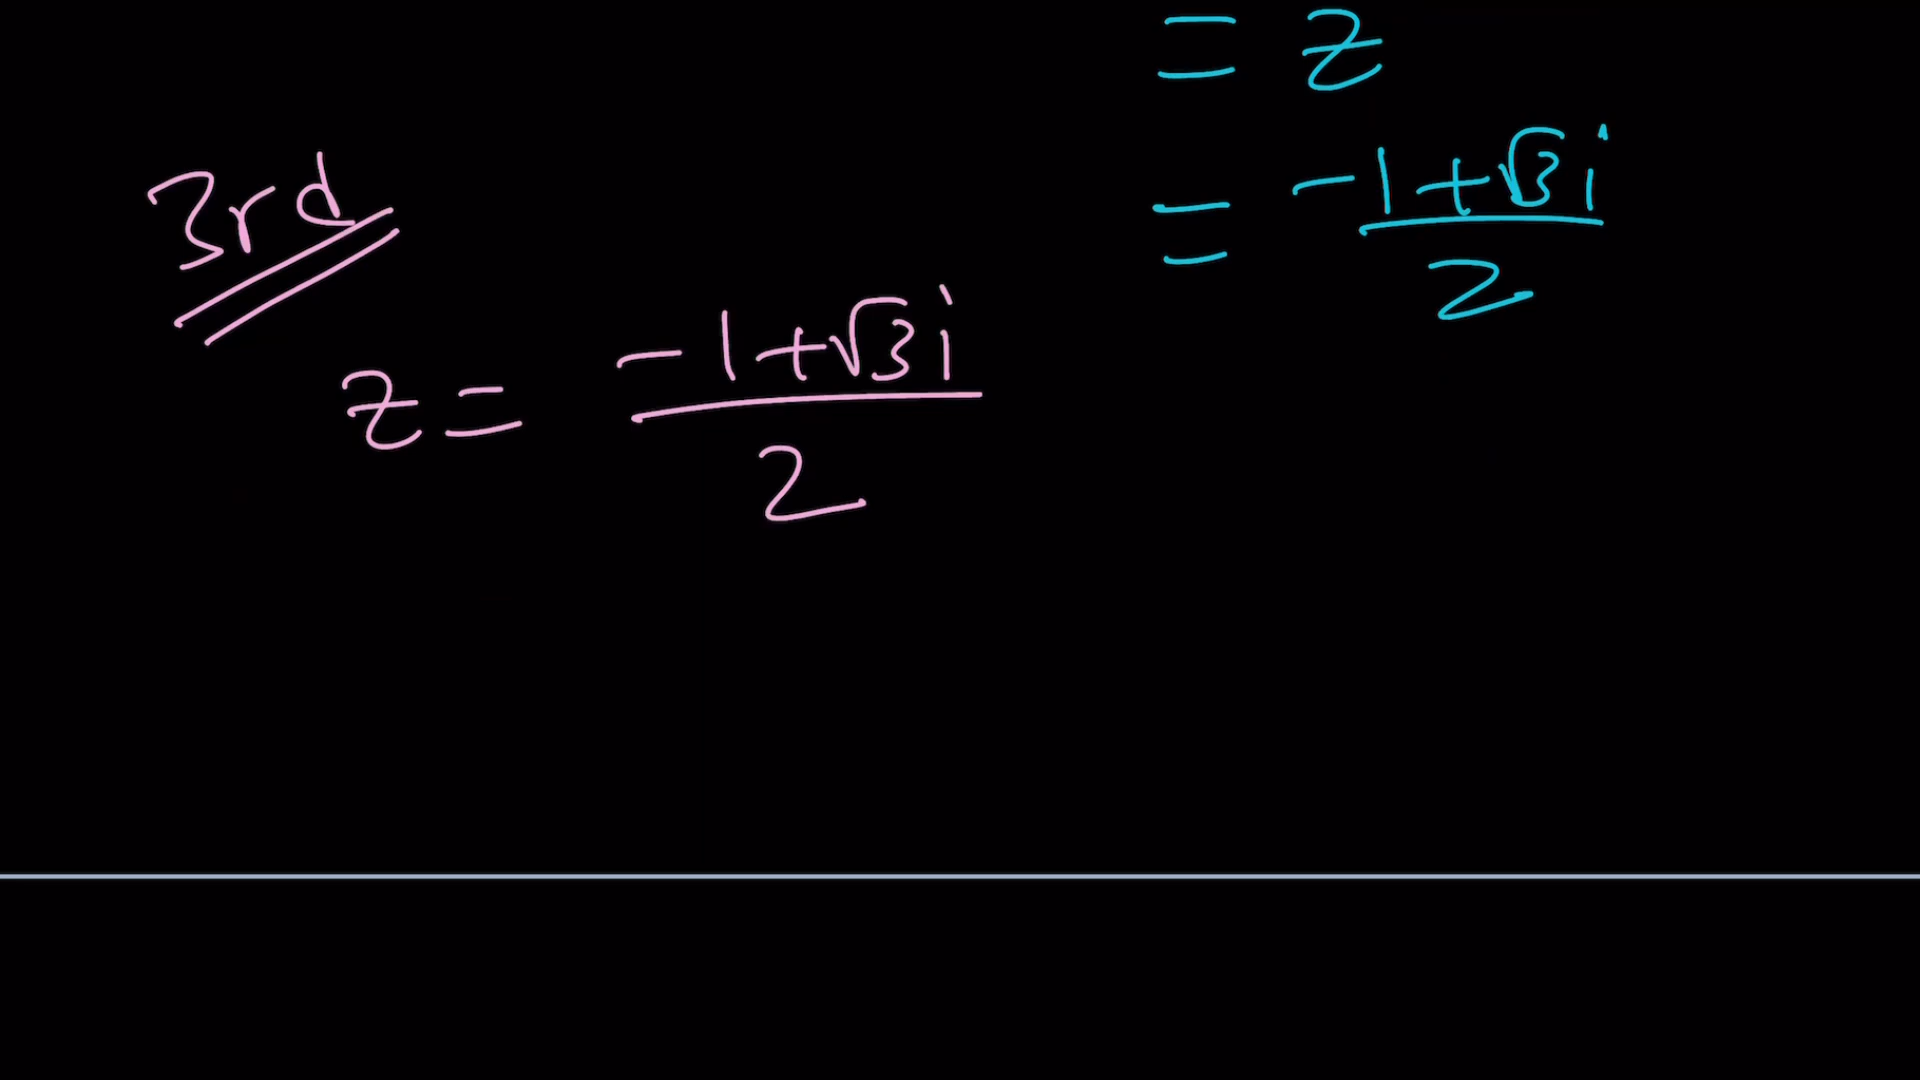 = z
= -1+√3i / 2
3rd
z = -1+√3i / 2